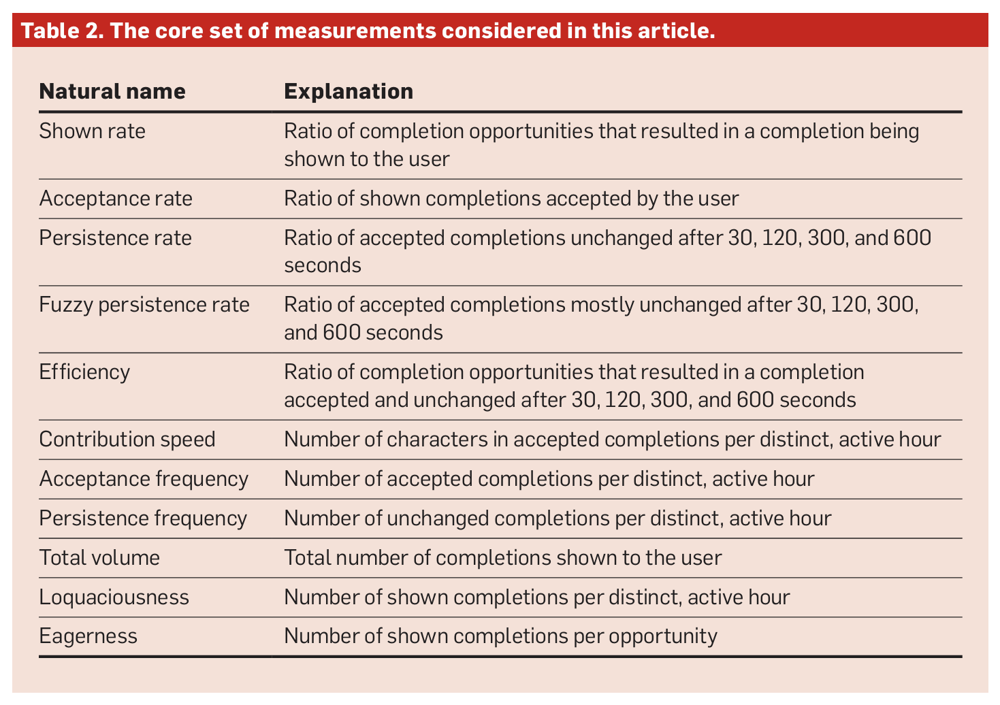 Table 2. The core set of measurements considered in this article.
Natural name Explanation
Shown rate Ratio of completion opportunities that resulted in a completion being
shown to the user
Acceptance rate Ratio of shown completions accepted by the user
Persistence rate Ratio of accepted completions unchanged after 30, 120, 300, and 600
seconds
Fuzzy persistence rate Ratio of accepted completions mostly unchanged after 30, 120, 300,
and 600 seconds
Efficiency Ratio of completion opportunities that resulted in a completion
accepted and unchanged after 30, 120, 300, and 600 seconds
Contribution speed Number of characters in accepted completions per distinct, active hour
Acceptance frequency Number of accepted completions per distinct, active hour
Persistence frequency Number of unchanged completions per distinct, active hour
Total volume Total number of completions shown to the user
Loquaciousness Number of shown completions per distinct, active hour
Eagerness Number of shown completions per opportunity